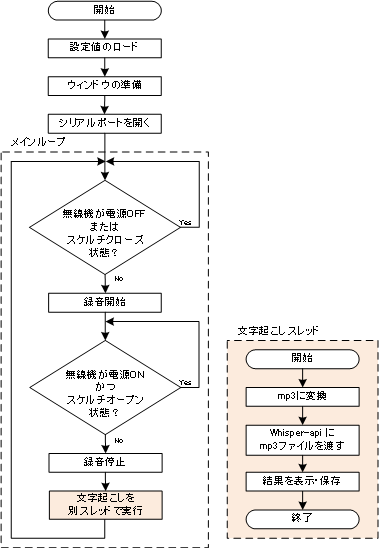 開始
設定値のロード
ウィンドウの準備
シリアルポートを開く
メインループ
無線機が電源OFF
または
スケルチクローズ
状態？
Yes
No
録音開始
無線機が電源ON
かつ
スケルチオープン
状態？
Yes
No
録音停止
文字起こしを
別スレッドで実行
文字起こしスレッド
開始
mp3に変換
Whisper-apiに
mp3ファイルを渡す
結果を表示・保存
終了